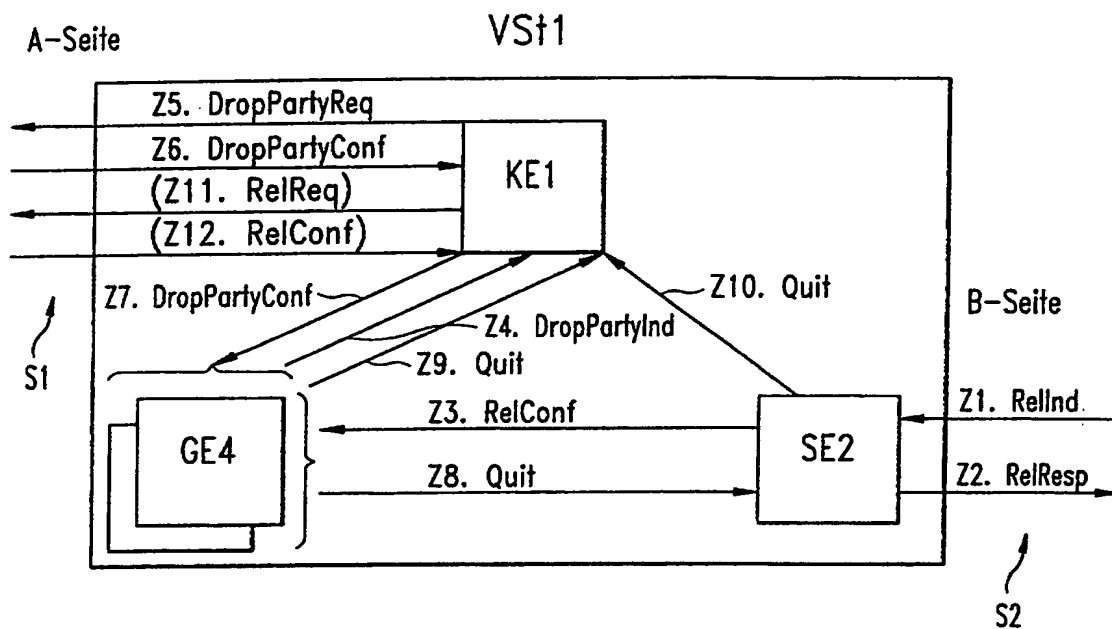 A-Seite
VSt1
Z5. DropPartyReq
Z6. DropPartyConf
(Z11. RelReq)
(Z12. RelConf)
KE1
Z7. DropPartyConf
Z4. DropPartyInd
Z9. Quit
Z10. Quit
B-Seite
S1
GE4
Z3. RelConf
Z8. Quit
SE2
Z1. RelInd
Z2. RelResp
S2